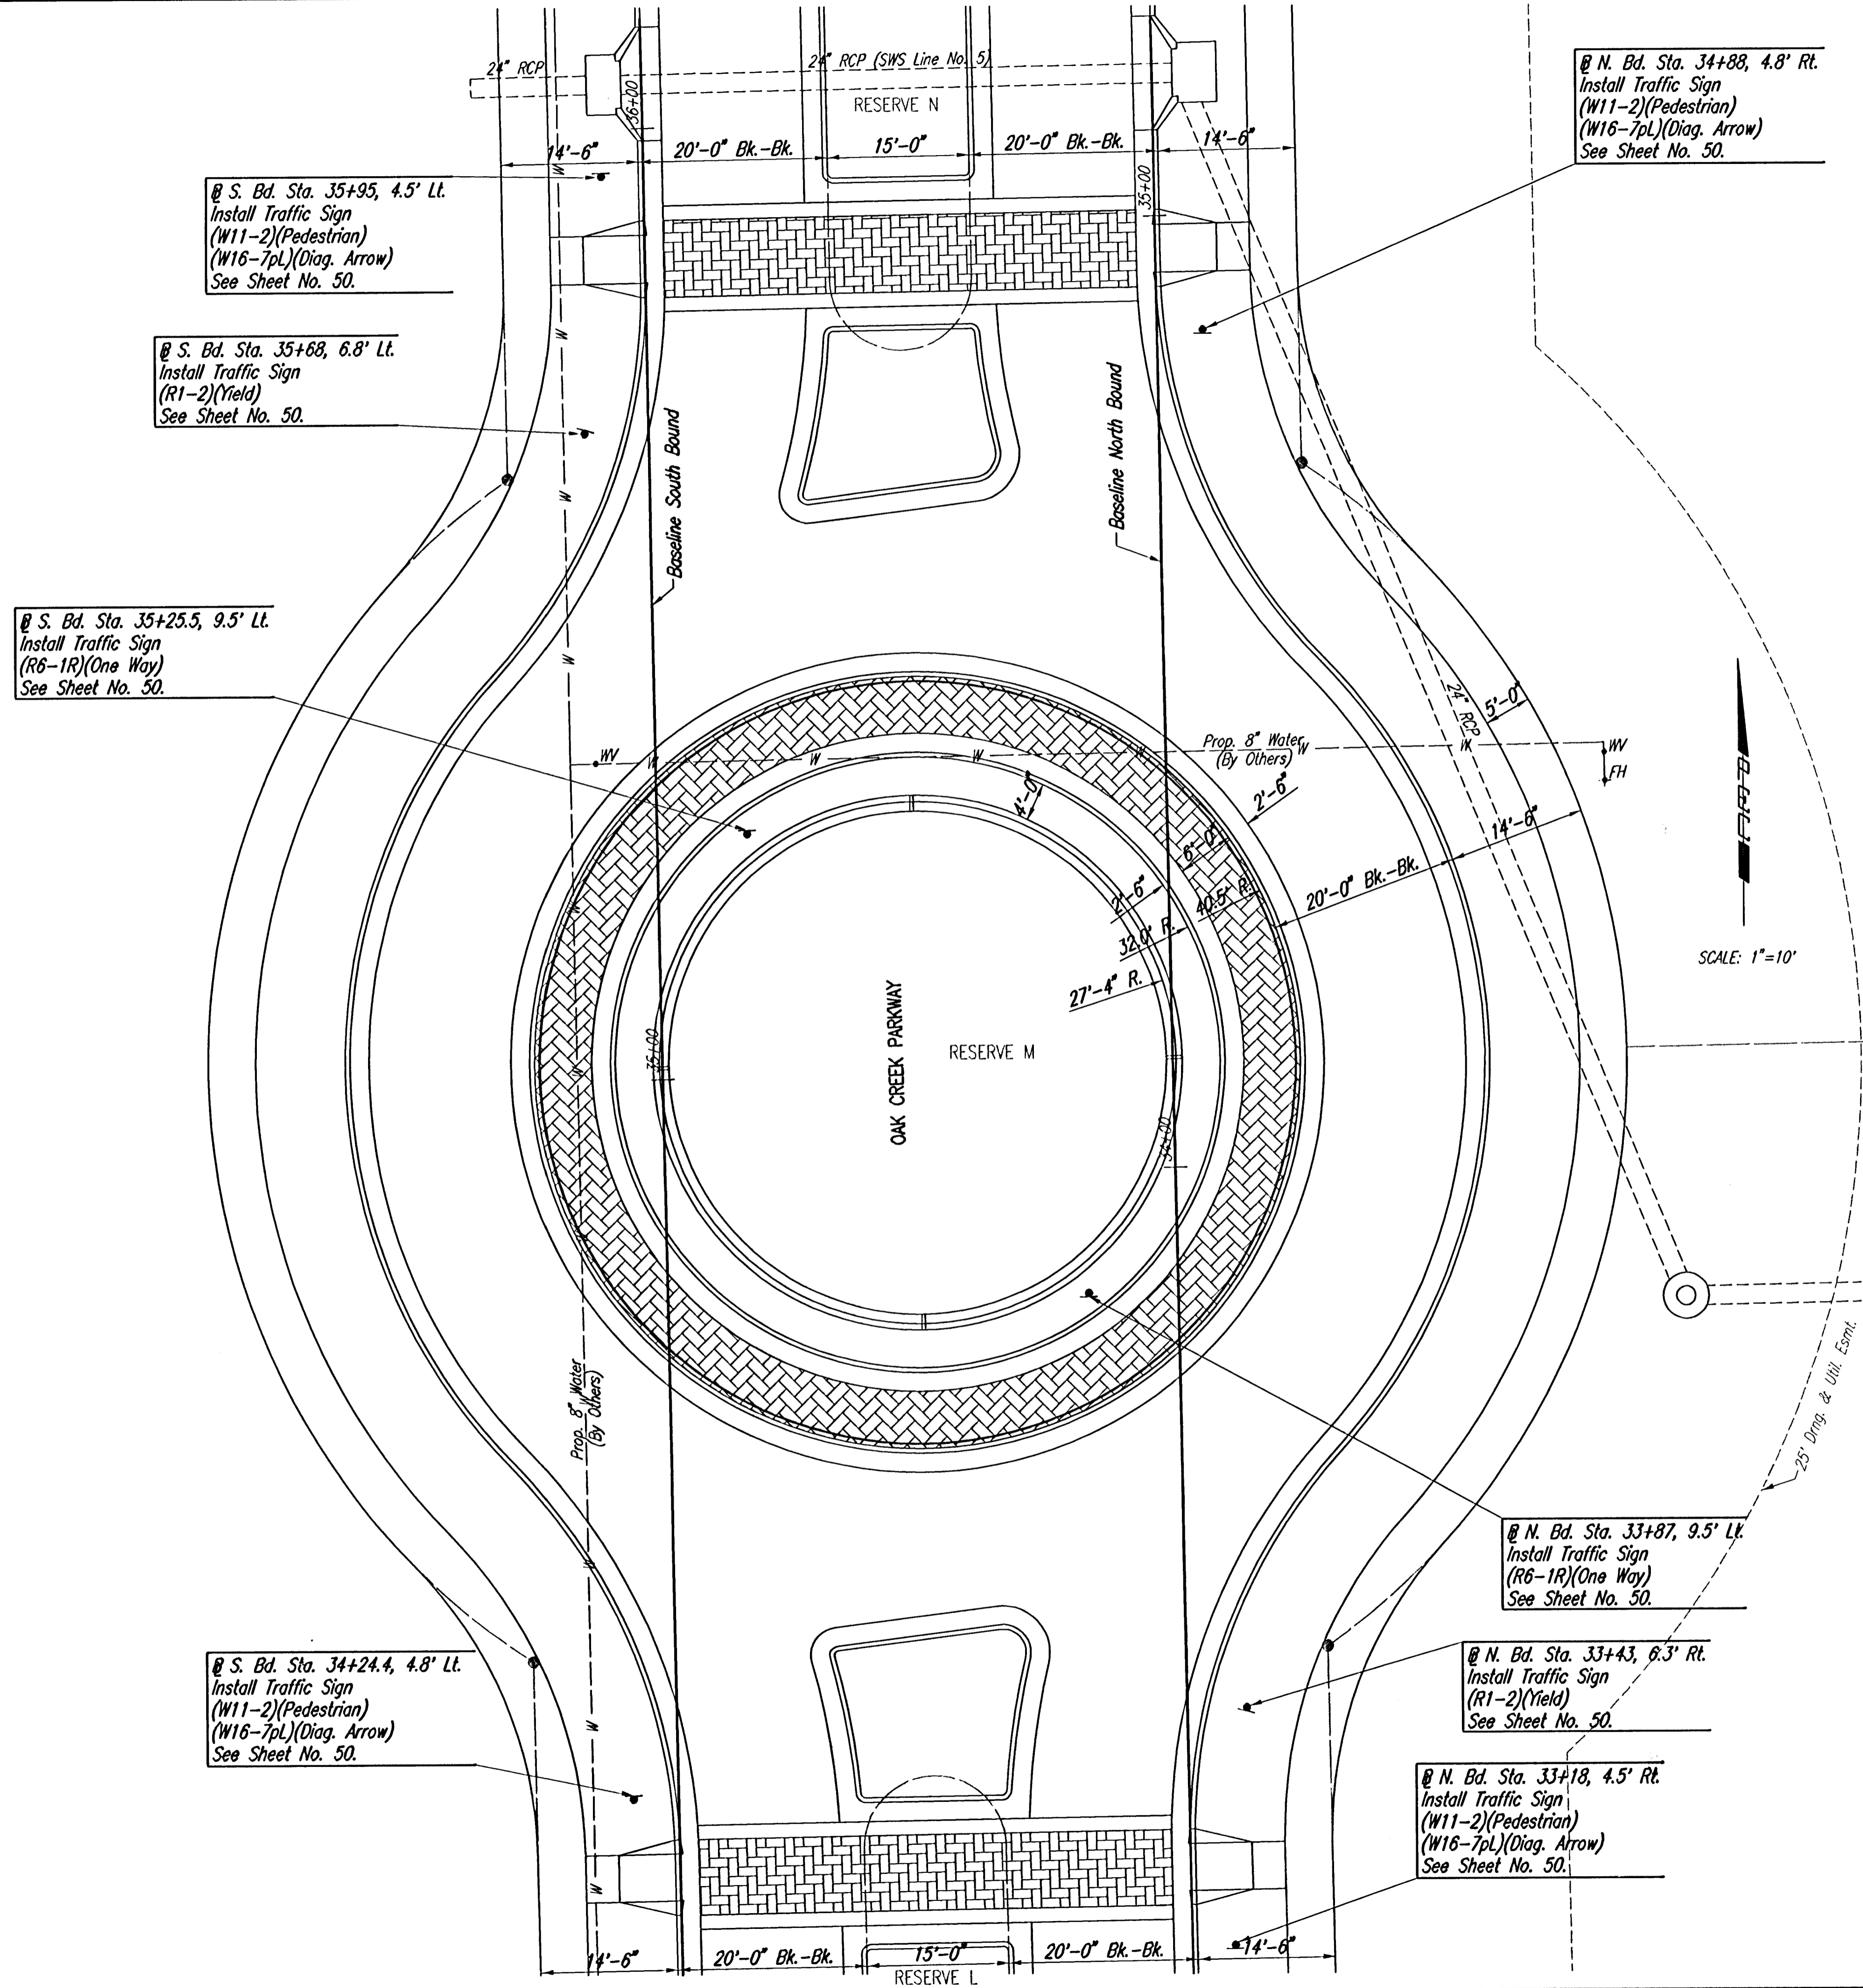 24" RCP
24" RCP (SWS Line No. 5)
RESERVE N
36+00
14'-6"
20'-0" Bk.-Bk.
15'-0"
20'-0" Bk.-Bk.
14'-6"
35+00
℄ N. Bd. Sta. 34+88, 4.8' Rt.
Install Traffic Sign
(W11-2)(Pedestrian)
(W16-7pL)(Diag. Arrow)
See Sheet No. 50.
℄ S. Bd. Sta. 35+95, 4.5' Lt.
Install Traffic Sign
(W11-2)(Pedestrian)
(W16-7pL)(Diag. Arrow)
See Sheet No. 50.
℄ S. Bd. Sta. 35+68, 6.8' Lt.
Install Traffic Sign
(R1-2)(Yield)
See Sheet No. 50.
W
W
W
W
W
Baseline South Bound
Baseline North Bound
℄ S. Bd. Sta. 35+25.5, 9.5' Lt.
Install Traffic Sign
(R6-1R)(One Way)
See Sheet No. 50.
24" RCP
5'-0"
WV
W
W
W
W
Prop. 8" Water
(By Others)
W
W
WV
FH
2'-6"
4'-0"
14'-6"
6'-0"
20'-0" Bk.-Bk.
2'-6"
40.5' R.
32.0' R.
27'-4" R.
SCALE: 1"=10'
OAK CREEK PARKWAY
RESERVE M
W
W
35+00
34+00
W
Prop. 8" Water
(By Others)
W
W
W
W
25' Drng. & Util. Esmt.
℄ N. Bd. Sta. 33+87, 9.5' Lt.
Install Traffic Sign
(R6-1R)(One Way)
See Sheet No. 50.
℄ S. Bd. Sta. 34+24.4, 4.8' Lt.
Install Traffic Sign
(W11-2)(Pedestrian)
(W16-7pL)(Diag. Arrow)
See Sheet No. 50.
℄ N. Bd. Sta. 33+43, 6.3' Rt.
Install Traffic Sign
(R1-2)(Yield)
See Sheet No. 50.
℄ N. Bd. Sta. 33+18, 4.5' Rt.
Install Traffic Sign
(W11-2)(Pedestrian)
(W16-7pL)(Diag. Arrow)
See Sheet No. 50.
14'-6"
20'-0" Bk.-Bk.
15'-0"
20'-0" Bk.-Bk.
14'-6"
RESERVE L